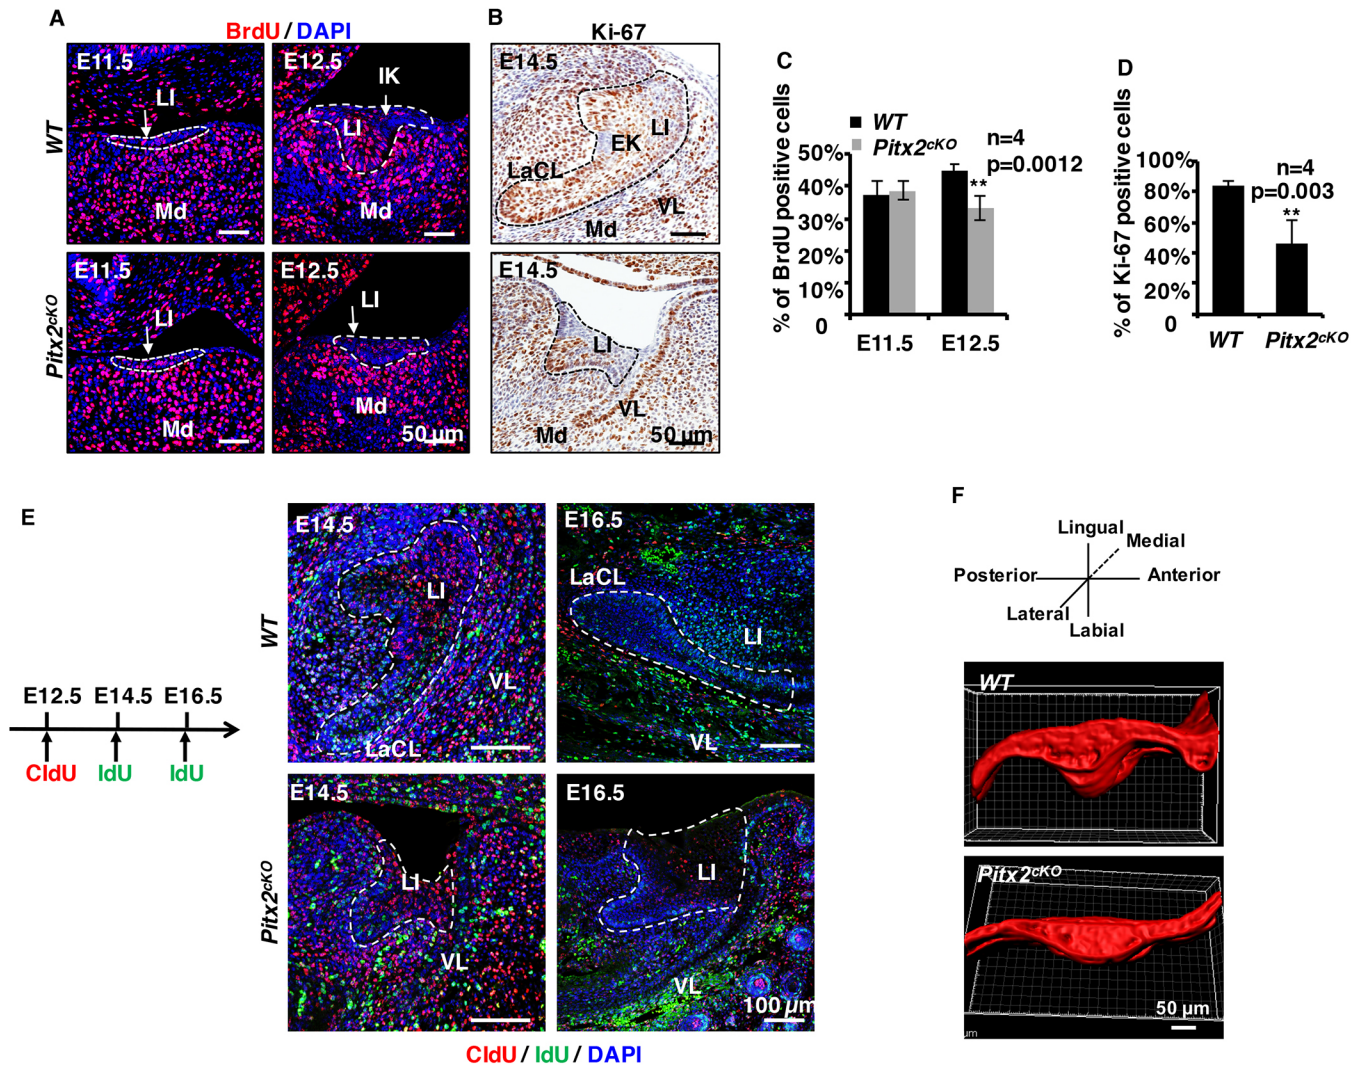 A
BrdU / DAPI
WT
E11.5
LI
Md
E12.5
IK
LI
Md
Pitx2cKO
E11.5
LI
Md
E12.5
LI
Md
50 µm
B
Ki-67
E14.5
LI
EK
LaCL
VL
Md
E14.5
LI
VL
Md
50 µm
C
% of BrdU positive cells
WT
Pitx2cKO
n=4
p=0.0012
50%
40%
30%
20%
10%
0
**
E11.5
E12.5
D
% of Ki-67 positive cells
100%
80%
60%
40%
20%
0
n=4
p=0.003
**
WT
Pitx2cKO
E
E12.5 E14.5 E16.5
CldU IdU IdU
WT
E14.5
LI
VL
LaCL
E16.5
LaCL
LI
VL
Pitx2cKO
E14.5
LI
VL
E16.5
LI
VL
100 µm
CldU / IdU / DAPI
F
Lingual
Medial
Posterior
Anterior
Lateral
Labial
WT
Pitx2cKO
50 µm
µm